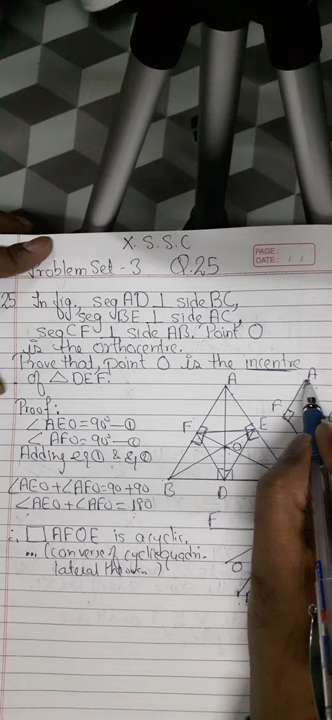 X.S.S.C
PAGE:
DATE: / /
Problem Set - 3 Q.25
25 In fig, seg AD ⊥ side BC,
seg BE ⊥ side AC,
seg CF ⊥ side AB. Point O
is the orthocentre.
Prove that, point O is the incentre
of △DEF.
Proof:
∠AEO = 90° —①
∠AFO = 90° —②
Adding eq ① & eq ②
∠AEO + ∠AFO = 90 + 90
∠AEO + ∠AFO = 180
∴ □ AFOE is a cyclic,
... (converse of cyclic quadri-
lateral
A
F
E
O
B
D
F
A
F
O